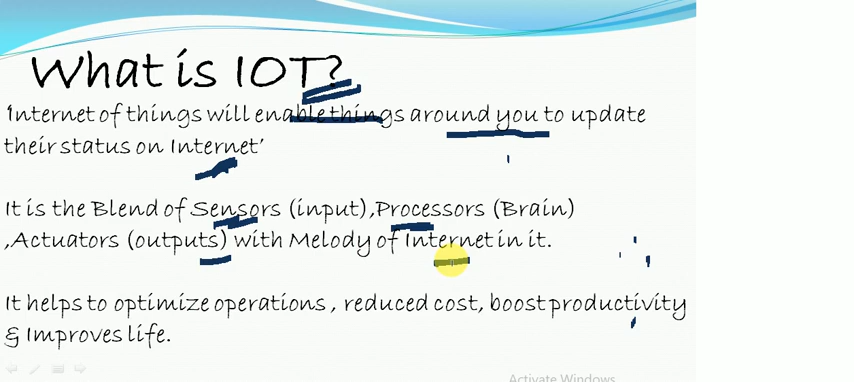 What is IOT?
'Internet of things will enable things around you to update
their status on Internet'
It is the Blend of Sensors (input),Processors (Brain)
,Actuators (outputs) with Melody of Internet in it.
It helps to optimize operations , reduced cost, boost productivity
& Improves life.
Activate Windows